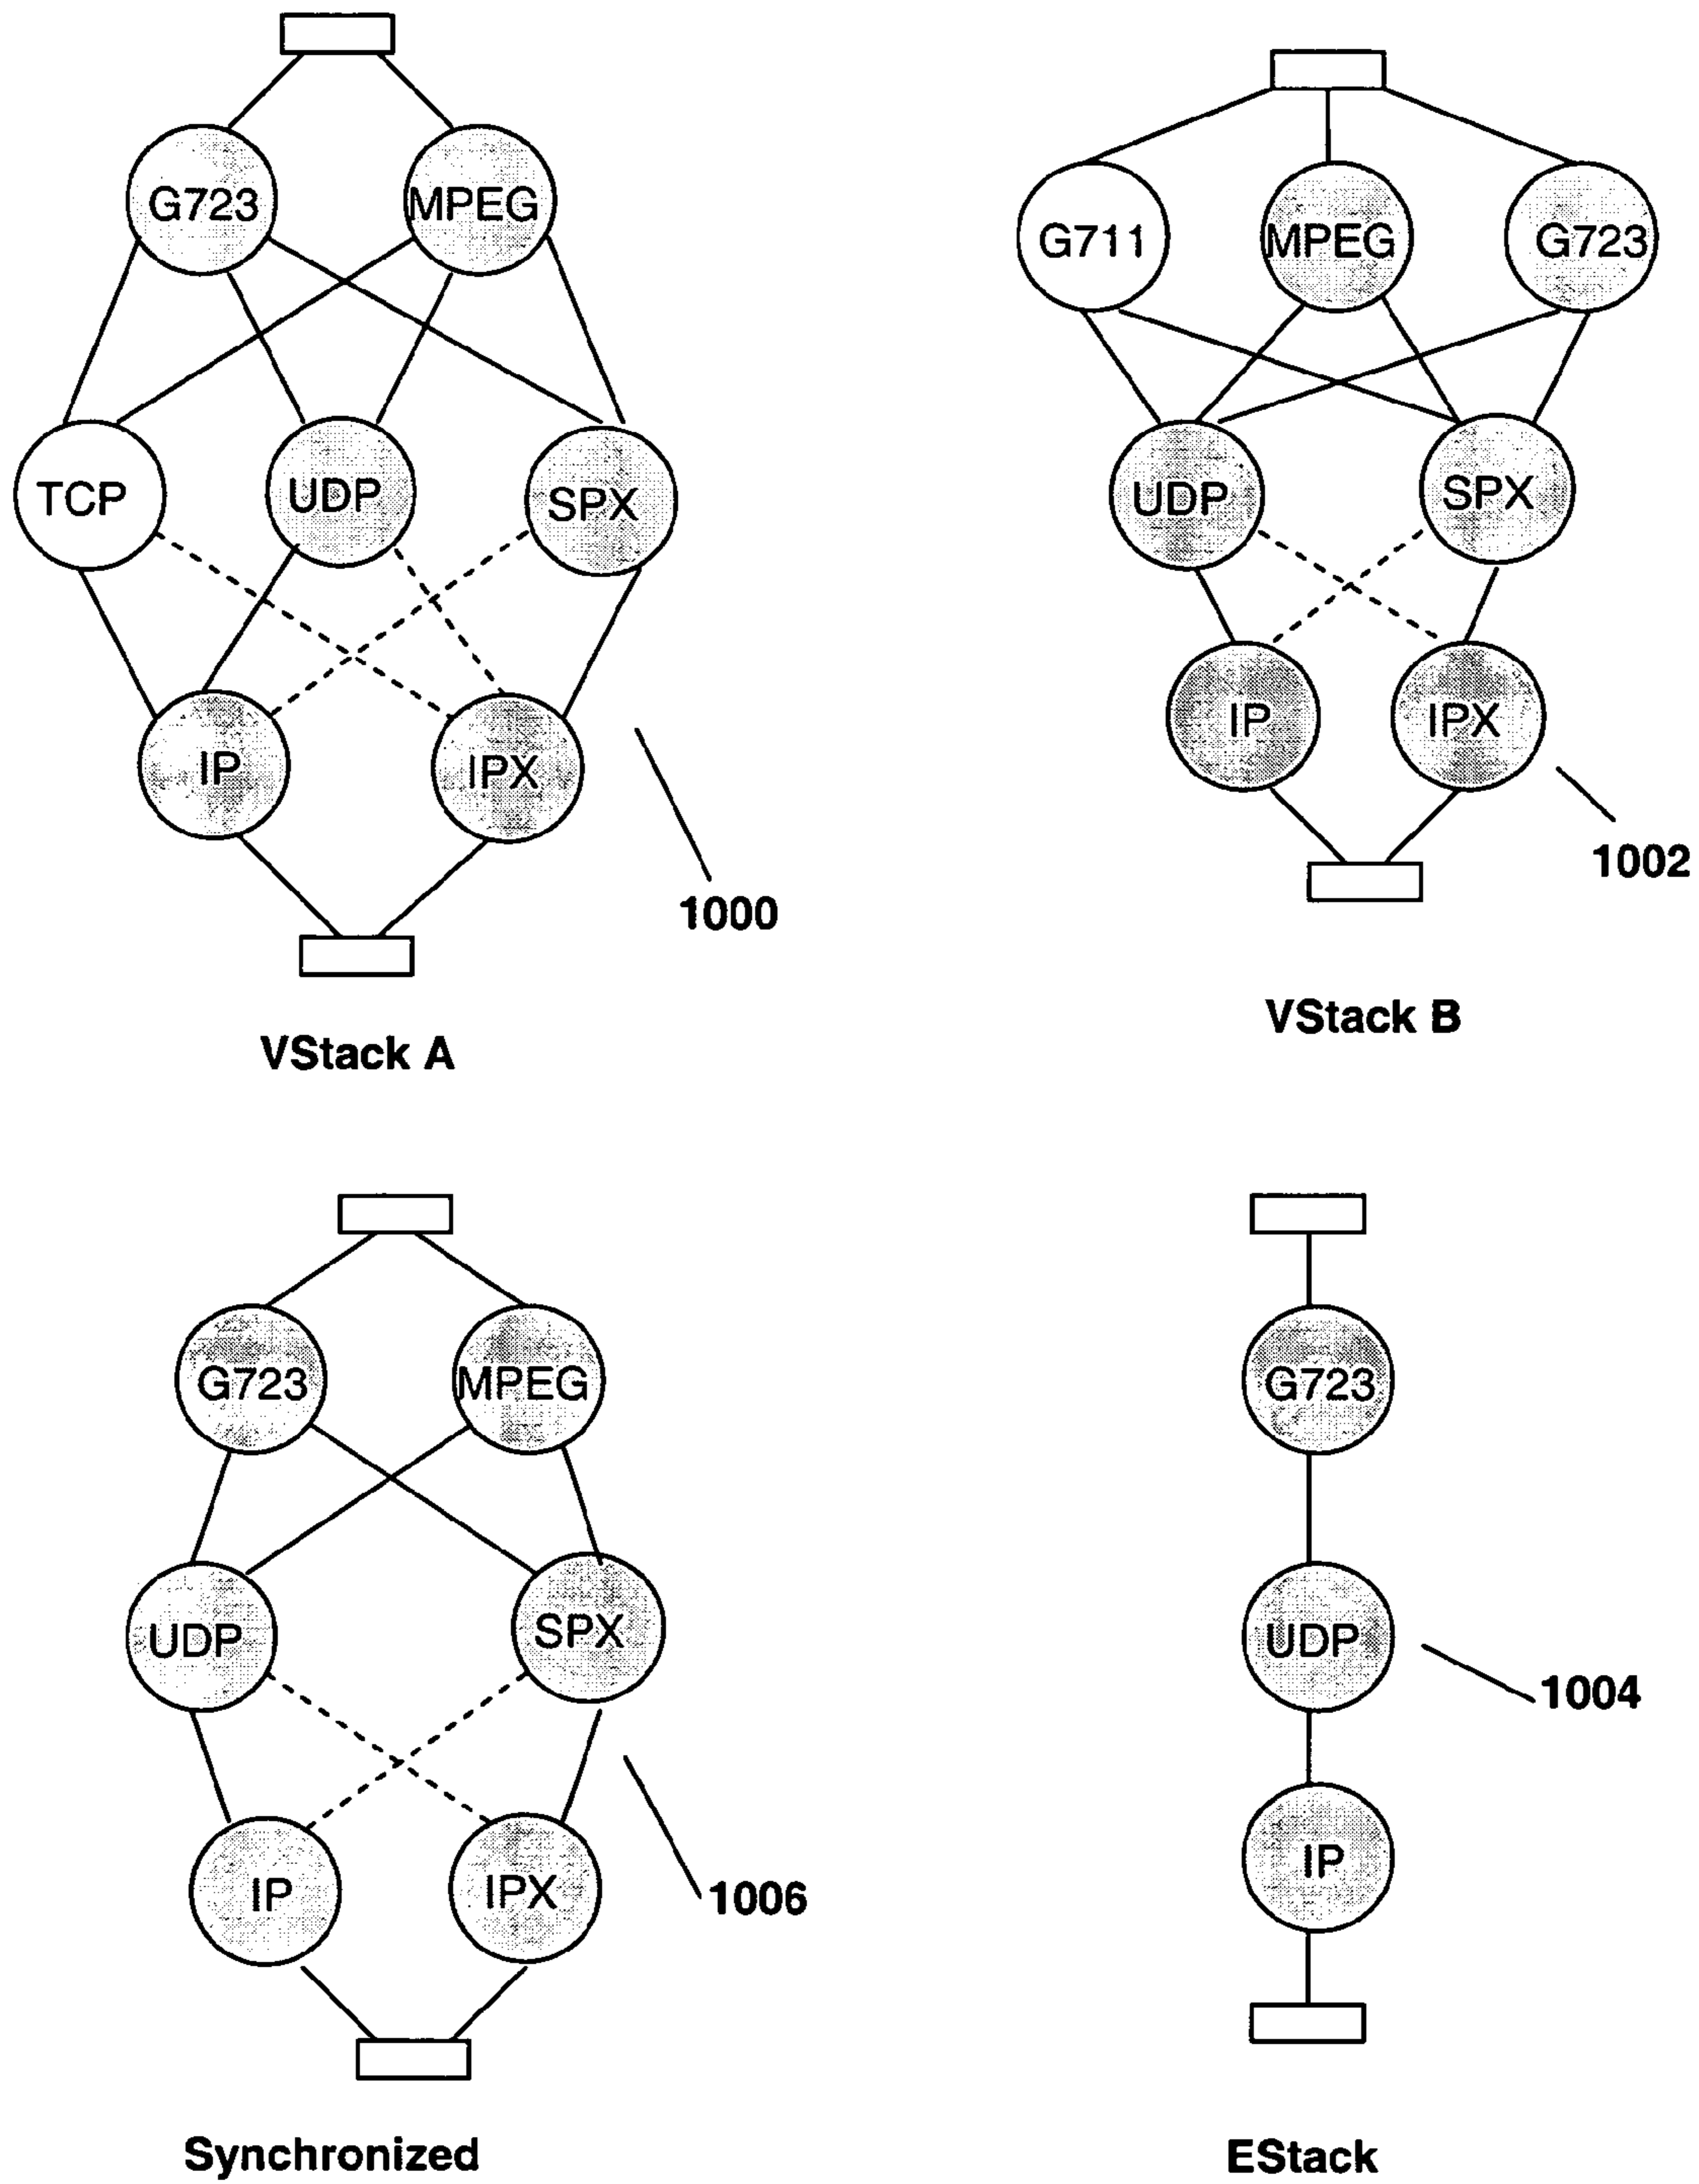 G723 MPEG
TCP UDP SPX
IP IPX
1000
VStack A
G711 MPEG G723
UDP SPX
IP IPX
1002
VStack B
G723 MPEG
UDP SPX
IP IPX
1006
Synchronized
G723
UDP
1004
IP
EStack